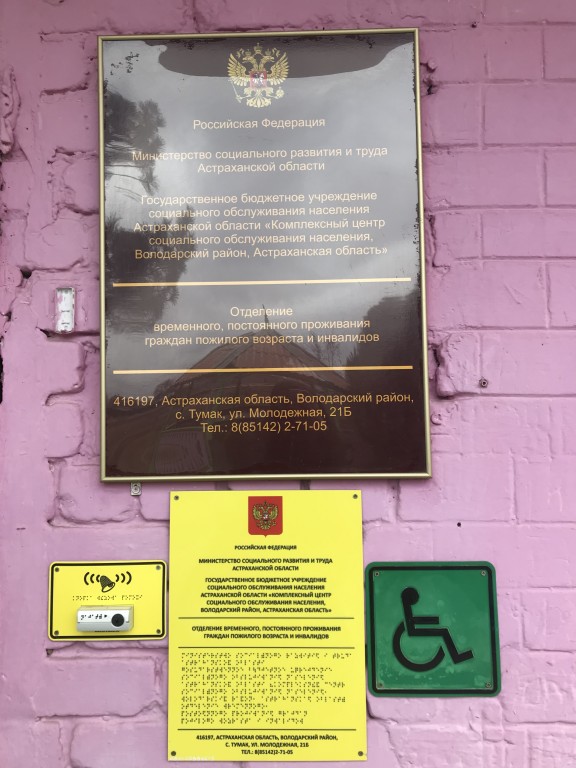 Российская Федерация
Министерство социального развития и труда
Астраханской области
Государственное бюджетное учреждение
социального обслуживания населения
Астраханской области «Комплексный центр
социального обслуживания населения,
Володарский район, Астраханская область»
Отделение
временного, постоянного проживания
граждан пожилого возраста и инвалидов
416197, Астраханская область, Володарский район,
с. Тумак, ул. Молодежная, 21Б
Тел.: 8(85142) 2-71-05
РОССИЙСКАЯ ФЕДЕРАЦИЯ
МИНИСТЕРСТВО СОЦИАЛЬНОГО РАЗВИТИЯ И ТРУДА
АСТРАХАНСКОЙ ОБЛАСТИ
ГОСУДАРСТВЕННОЕ БЮДЖЕТНОЕ УЧРЕЖДЕНИЕ
СОЦИАЛЬНОГО ОБСЛУЖИВАНИЯ НАСЕЛЕНИЯ
АСТРАХАНСКОЙ ОБЛАСТИ «КОМПЛЕКСНЫЙ ЦЕНТР
СОЦИАЛЬНОГО ОБСЛУЖИВАНИЯ НАСЕЛЕНИЯ,
ВОЛОДАРСКИЙ РАЙОН, АСТРАХАНСКАЯ ОБЛАСТЬ»
ОТДЕЛЕНИЕ ВРЕМЕННОГО, ПОСТОЯННОГО ПРОЖИВАНИЯ
ГРАЖДАН ПОЖИЛОГО ВОЗРАСТА И ИНВАЛИДОВ
416197, АСТРАХАНСКАЯ ОБЛАСТЬ, ВОЛОДАРСКИЙ РАЙОН,
С. ТУМАК, УЛ. МОЛОДЕЖНАЯ, 21Б
ТЕЛ.: 8(85142)2-71-05